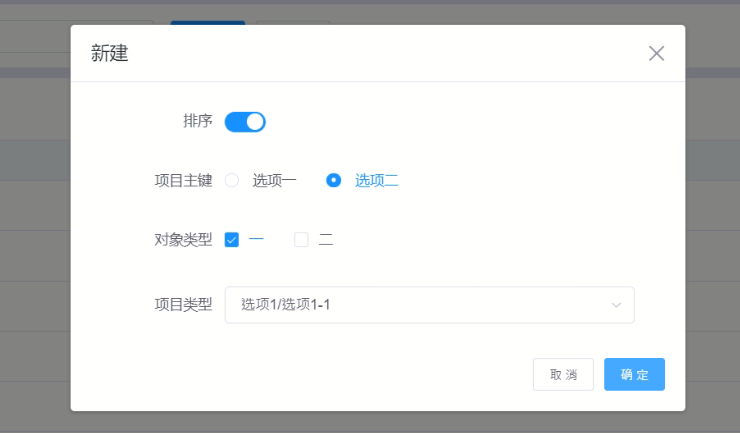 新建
排序
项目主键 选项一 选项二
对象类型 一 二
项目类型 选项1/选项1-1
取消 确定